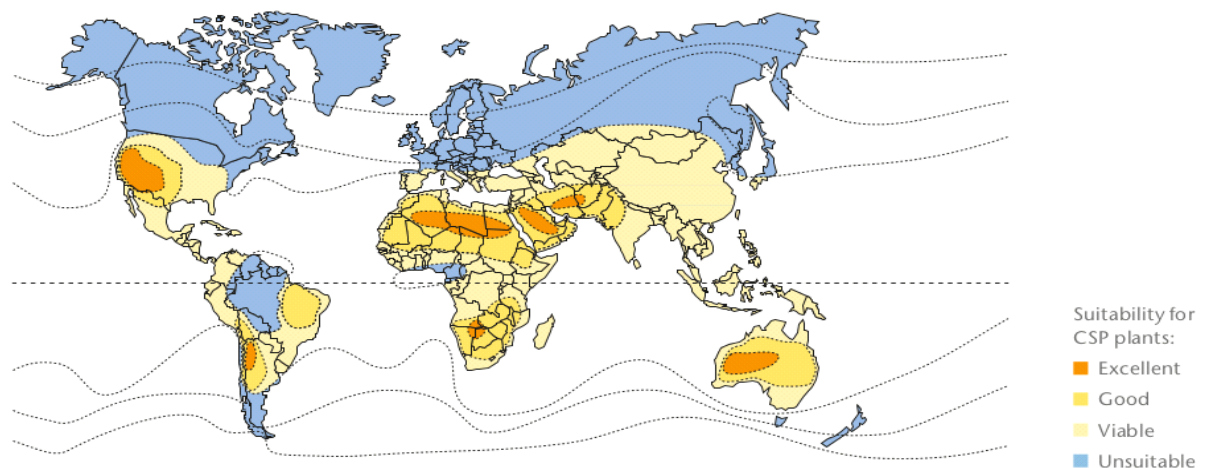 Suitability for
CSP plants:
Excellent
Good
Viable
Unsuitable